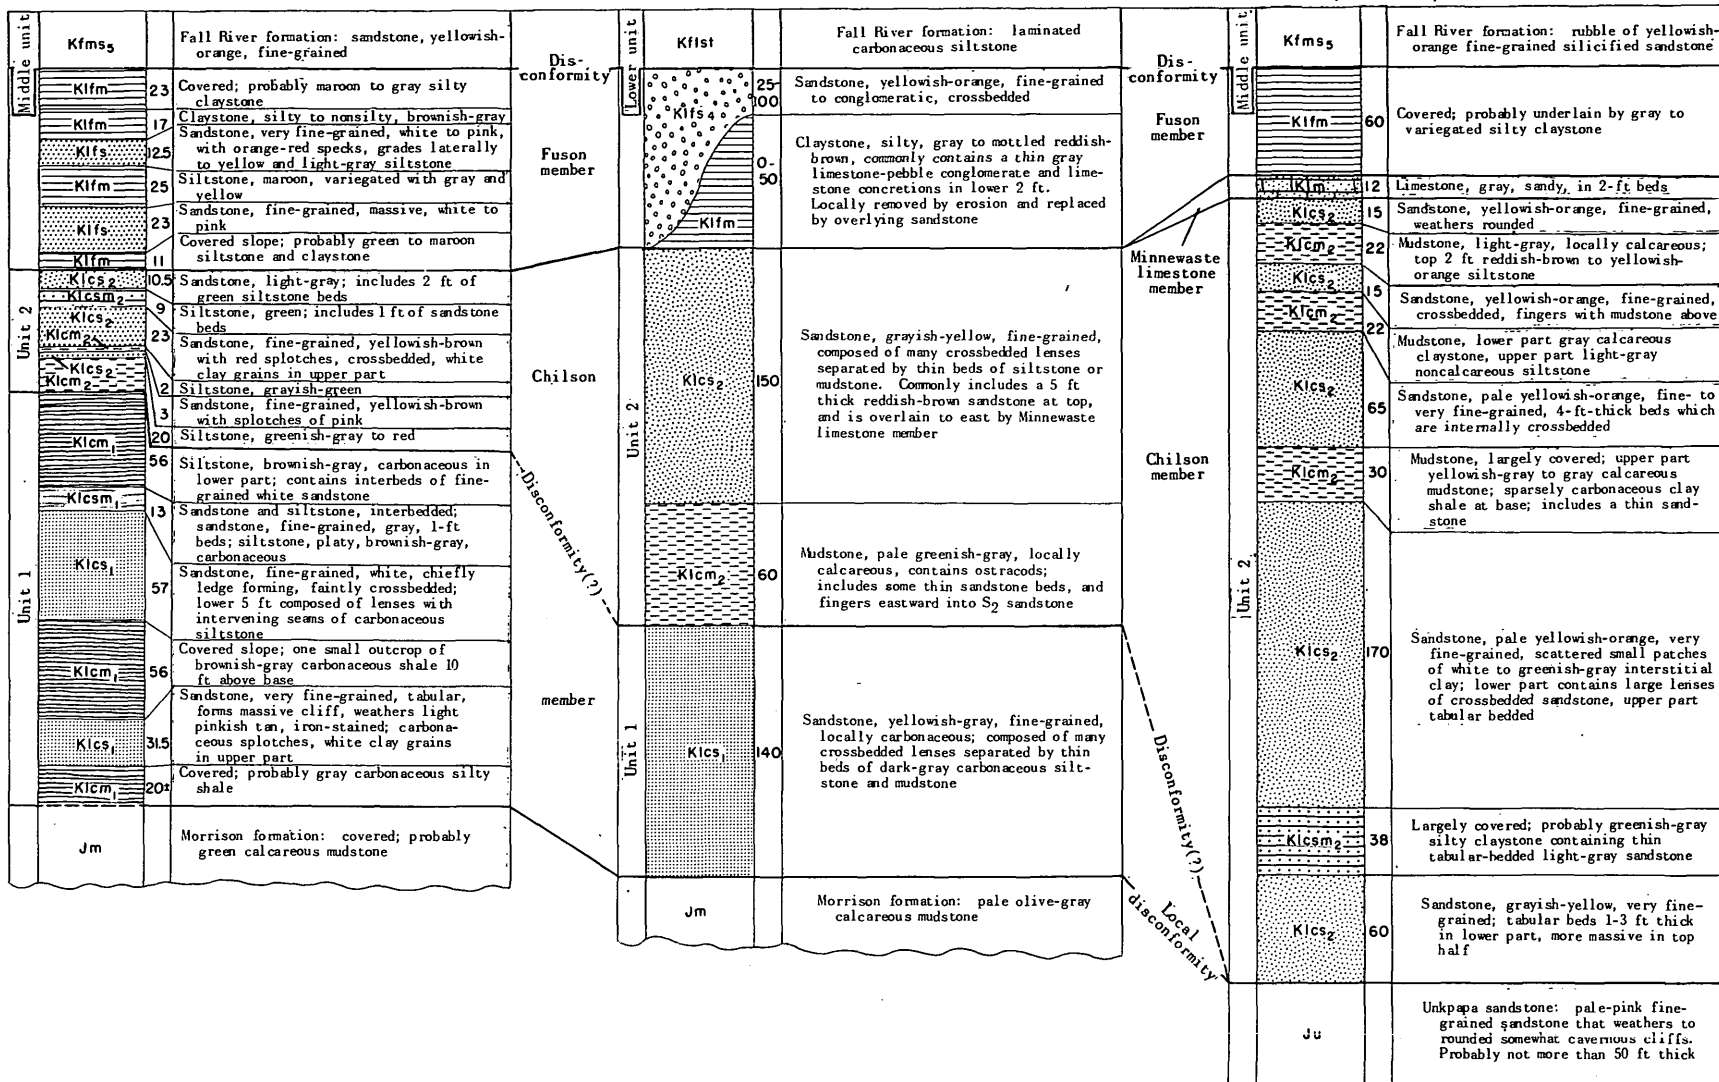 Middle unit
Kfms5
Fall River formation: sandstone, yellowish-
orange, fine-grained
Klfm
23
Covered; probably maroon to gray silty
claystone
Klfm
17
Claystone, silty to nonsilty, brownish-gray
Klfs
12.5
Sandstone, very fine-grained, white to pink,
with orange-red specks, grades laterally
to yellow and light-gray siltstone
Klfm
25
Siltstone, maroon, variegated with gray and
yellow
Klfs
23
Sandstone, fine-grained, massive, white to
pink
Klfm
11
Covered slope; probably green to maroon
siltstone and claystone
Unit 2
Klcs2
10.5
Sandstone, light-gray; includes 2 ft of
green siltstone beds
Klcsm2
9
Siltstone, green; includes 1 ft of sandstone
beds
Klcs2
23
Sandstone, fine-grained, yellowish-brown
with red splotches, crossbedded, white
clay grains in upper part
Klcm2
2
Siltstone, grayish-green
Klcs2
3
Sandstone, fine-grained, yellowish-brown
with splotches of pink
Klcm2
20
Siltstone, greenish-gray to red
Unit 1
Klcm1
56
Siltstone, brownish-gray, carbonaceous in
lower part; contains interbeds of fine-
grained white sandstone
Klcsm1
13
Sandstone and siltstone, interbedded;
sandstone, fine-grained, gray, 1-ft
beds; siltstone, platy, brownish-gray,
carbonaceous
Klcs1
57
Sandstone, fine-grained, white, chiefly
ledge forming, faintly crossbedded;
lower 5 ft composed of lenses with
intervening seams of carbonaceous
siltstone
Klcm1
56
Covered slope; one small outcrop of
brownish-gray carbonaceous shale 10
ft above base
Klcs1
31.5
Sandstone, very fine-grained, tabular,
forms massive cliff, weathers light
pinkish tan, iron-stained; carbona-
ceous splotches, white clay grains
in upper part
Klcm1
20±
Covered; probably gray carbonaceous silty
shale
Jm
Morrison formation: covered; probably
green calcareous mudstone
Dis-
conformity
Fuson
member
Chilson
Disconformity(?)
member
Lower unit
Kflst
Fall River formation: laminated
carbonaceous siltstone
Klfs4
25-
100
Sandstone, yellowish-orange, fine-grained
to conglomeratic, crossbedded
Klfm
0-
50
Claystone, silty, gray to mottled reddish-
brown, commonly contains a thin gray
limestone-pebble conglomerate and lime-
stone concretions in lower 2 ft.
Locally removed by erosion and replaced
by overlying sandstone
Unit 2
Klcs2
150
Sandstone, grayish-yellow, fine-grained,
composed of many crossbedded lenses
separated by thin beds of siltstone or
mudstone. Commonly includes a 5 ft
thick reddish-brown sandstone at top,
and is overlain to east by Minnewaste
limestone member
Klcm2
60
Mudstone, pale greenish-gray, locally
calcareous, contains ostracods;
includes some thin sandstone beds, and
fingers eastward into S2 sandstone
Unit 1
Klcs1
140
Sandstone, yellowish-gray, fine-grained,
locally carbonaceous; composed of many
crossbedded lenses separated by thin
beds of dark-gray carbonaceous silt-
stone and mudstone
Jm
Morrison formation: pale olive-gray
calcareous mudstone
Dis-
conformity
Fuson
member
Minnewaste
limestone
member
Chilson
member
Disconformity(?)
Local
disconformity
Middle unit
Kfms5
Fall River formation: rubble of yellowish-
orange fine-grained silicified sandstone
Klfm
60
Covered; probably underlain by gray to
variegated silty claystone
Klm
12
Limestone, gray, sandy, in 2-ft beds
Unit 2
Klcs2
15
Sandstone, yellowish-orange, fine-grained,
weathers rounded
Klcm2
22
Mudstone, light-gray, locally calcareous;
top 2 ft reddish-brown to yellowish-
orange siltstone
Klcs2
15
Sandstone, yellowish-orange, fine-grained,
crossbedded, fingers with mudstone above
Klcm2
22
Mudstone, lower part gray calcareous
claystone, upper part light-gray
noncalcareous siltstone
Klcs2
65
Sandstone, pale yellowish-orange, fine- to
very fine-grained, 4-ft-thick beds which
are internally crossbedded
Klcm2
30
Mudstone, largely covered; upper part
yellowish-gray to gray calcareous
mudstone; sparsely carbonaceous clay
shale at base; includes a thin sand-
stone
Klcs2
170
Sandstone, pale yellowish-orange, very
fine-grained, scattered small patches
of white to greenish-gray interstitial
clay; lower part contains large lenses
of crossbedded sandstone, upper part
tabular bedded
Klcsm2
38
Largely covered; probably greenish-gray
silty claystone containing thin
tabular-bedded light-gray sandstone
Klcs2
60
Sandstone, grayish-yellow, very fine-
grained; tabular beds 1-3 ft thick
in lower part, more massive in top
half
Ju
Unkpapa sandstone: pale-pink fine-
grained sandstone that weathers to
rounded somewhat cavernous cliffs.
Probably not more than 50 ft thick